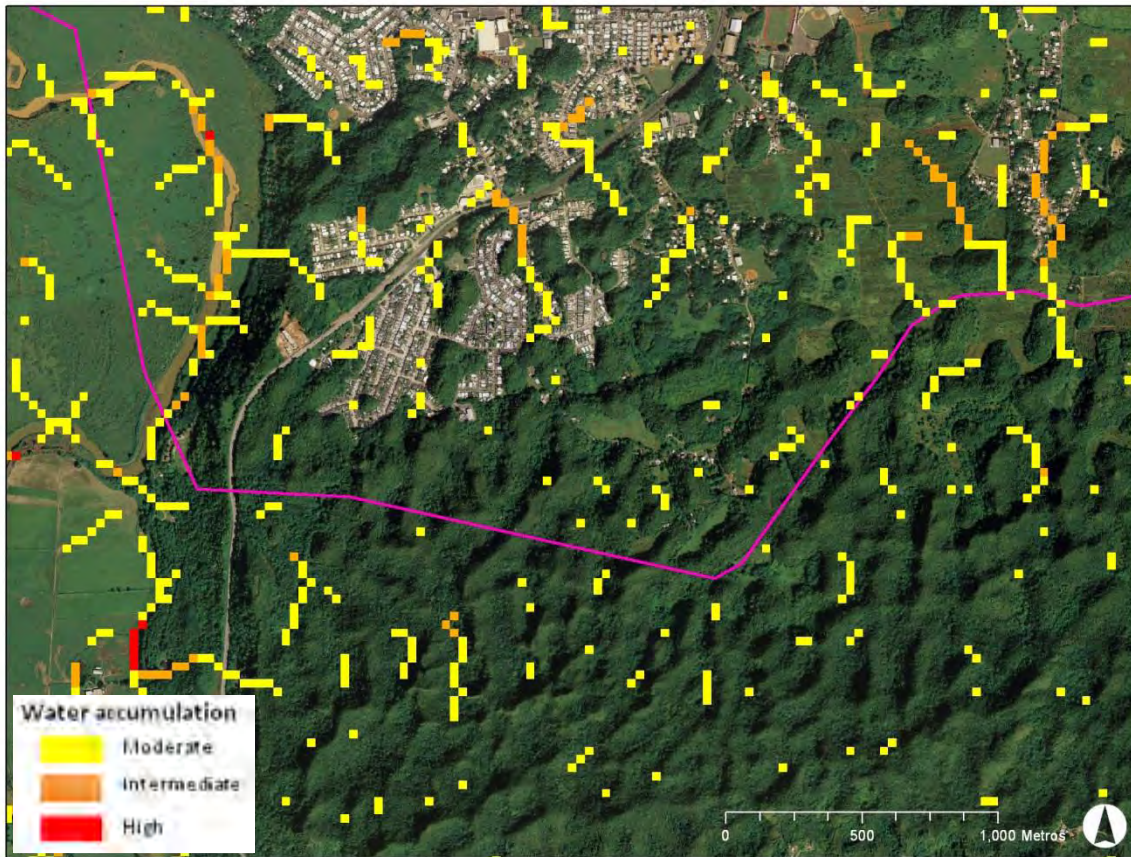 Water accumulation
Moderate
Intermediate
High
0 500 1,000 Metros